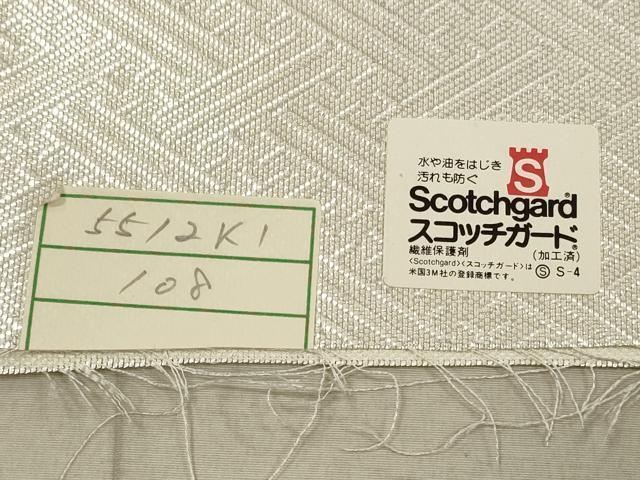 5512K1
108
水や油をはじき
汚れも防ぐ
S
Scotchgard®
スコッチガード®
繊維保護剤 (加工済)
<Scotchgard><スコッチガード>は
米国3M社の登録商標です。 Ⓢ S-4